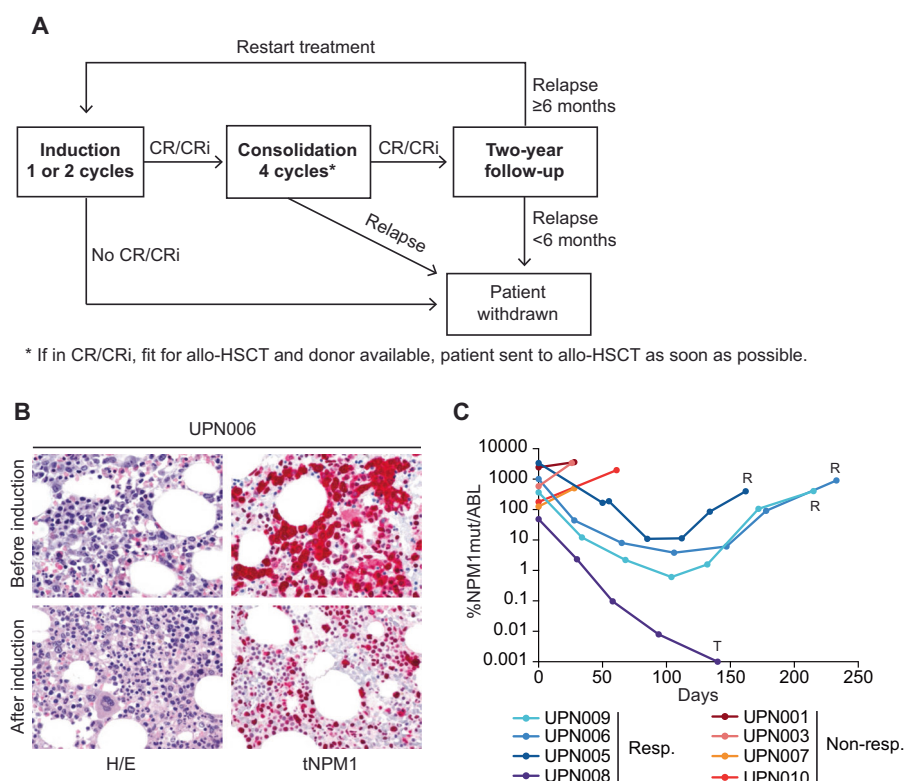 A
Restart treatment
Relapse
≥6 months
Induction
1 or 2 cycles
CR/CRi
Consolidation
4 cycles*
CR/CRi
Two-year
follow-up
No CR/CRi
Relapse
Relapse
<6 months
Patient
withdrawn
* If in CR/CRi, fit for allo-HSCT and donor available, patient sent to allo-HSCT as soon as possible.
B
UPN006
Before induction
After induction
H/E
tNPM1
C
%NPM1mut/ABL
10000
1000
100
10
1
0.1
0.01
0.001
R
R
R
T
0
50
100
150
200
250
Days
UPN009
UPN006
UPN005
UPN008
Resp.
UPN001
UPN003
UPN007
UPN010
Non-resp.